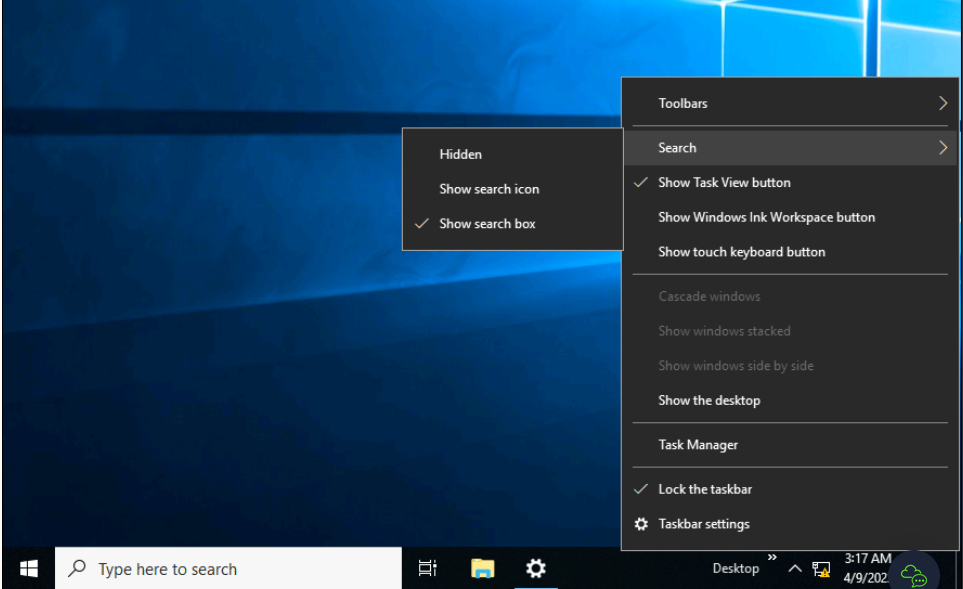 Toolbars
Search
Hidden
Show search icon
Show search box
Show Task View button
Show Windows Ink Workspace button
Show touch keyboard button
Cascade windows
Show windows stacked
Show windows side by side
Show the desktop
Task Manager
Lock the taskbar
Taskbar settings
Type here to search
Desktop
3:17 AM
4/9/202